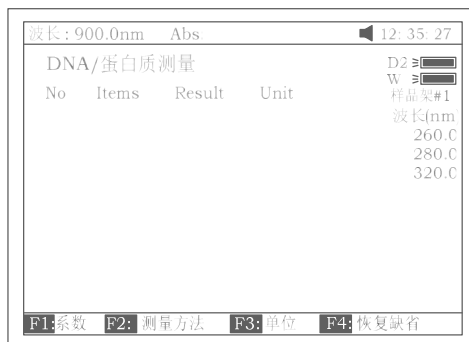 波长:900.0nm Abs 12:35:27
DNA/蛋白质测量 D2
W
No Items Result Unit 样品架#1
波长(nm
260.0
280.0
320.0
F1:系数 F2: 测量方法 F3:单位 F4:恢复缺省